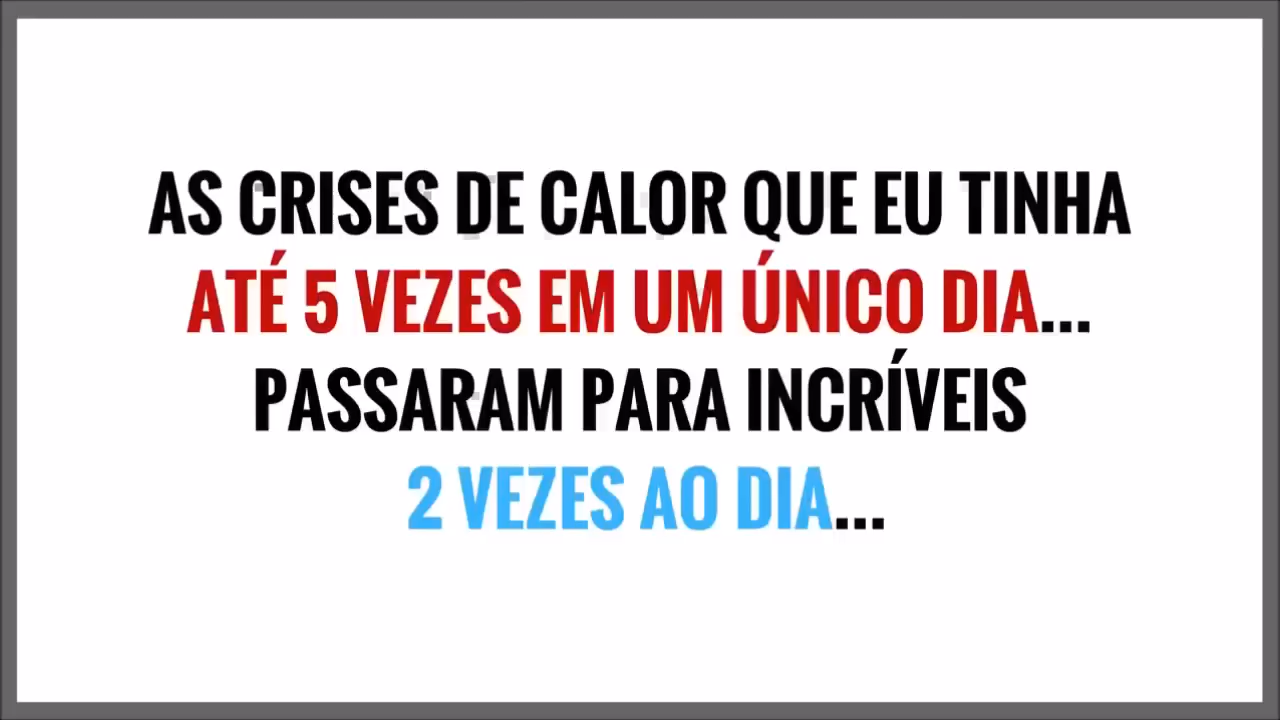 AS CRISES DE CALOR QUE EU TINHA
ATÉ 5 VEZES EM UM ÚNICO DIA...
PASSARAM PARA INCRÍVEIS
2 VEZES AO DIA...